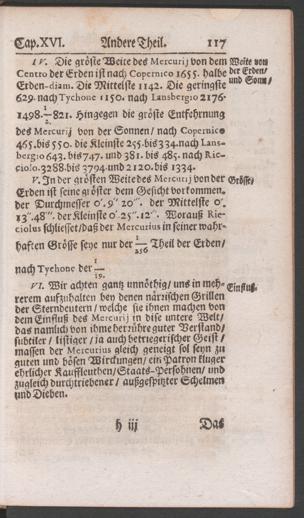 Cap. XVI. Andere Theil. 117
IV. Die gröste Weite des Mercurij von dem
Centro der Erden ist nach Copernico 1655. halbe
Erden-diam. Die Mittelste 1142. Die geringste
629. nach Tychone 1150. nach Lansbergio 2176.
1498. 1/2 821. Hingegen die gröste Entfehrnung
des Mercurij von der Sonnen/ nach Copernico
465. bis 550. die kleinste 255. bis 334. nach Lans-
bergio 643. bis 747. und 381. bis 485. nach Ric-
ciolo. 3288. bis 3794. und 2120. bis 1334.
Weite von
der Erden/
und Sonn/
V. In der grösten Weite des Mercurij von der
Erden ist seine gröster dem Gesicht vorkommen.
der Durchmesser 0'. 9''. 20'''. der Mittelste 0'.
13''. 48'''. der Kleinste 0'. 25''. 12'''. Worauß Ric-
ciolus schliesset/ daß der Mercurius in seiner wahr-
hafften Grösse seye nur der 1/256 Theil der Erden/
nach Tychone der 1/19.
Grösse/
VI. Wir achten gantz unnöthig/ uns in meh-
rerem aufzuhalten bey denen närrischen Grillen
der Sterndeutern/ welche sie ihnen machen von
dem Einfluß des Mercurij in dise untere Welt/
das namlich von ihme herrühre guter Verstand/
subtiler/ listiger/ ja auch betriegerischer Geist/
massen der Mercurius gleich geneigt sol seyn zu
guten und bösen Wirckungen/ ein Patron kluger
ehrlicher Kauffleuthen/ Staats-Persohnen/ und
zugleich durchtriebener/ außgespitzter Schelmen
und Dieben.
Einfluß.
h iij Das